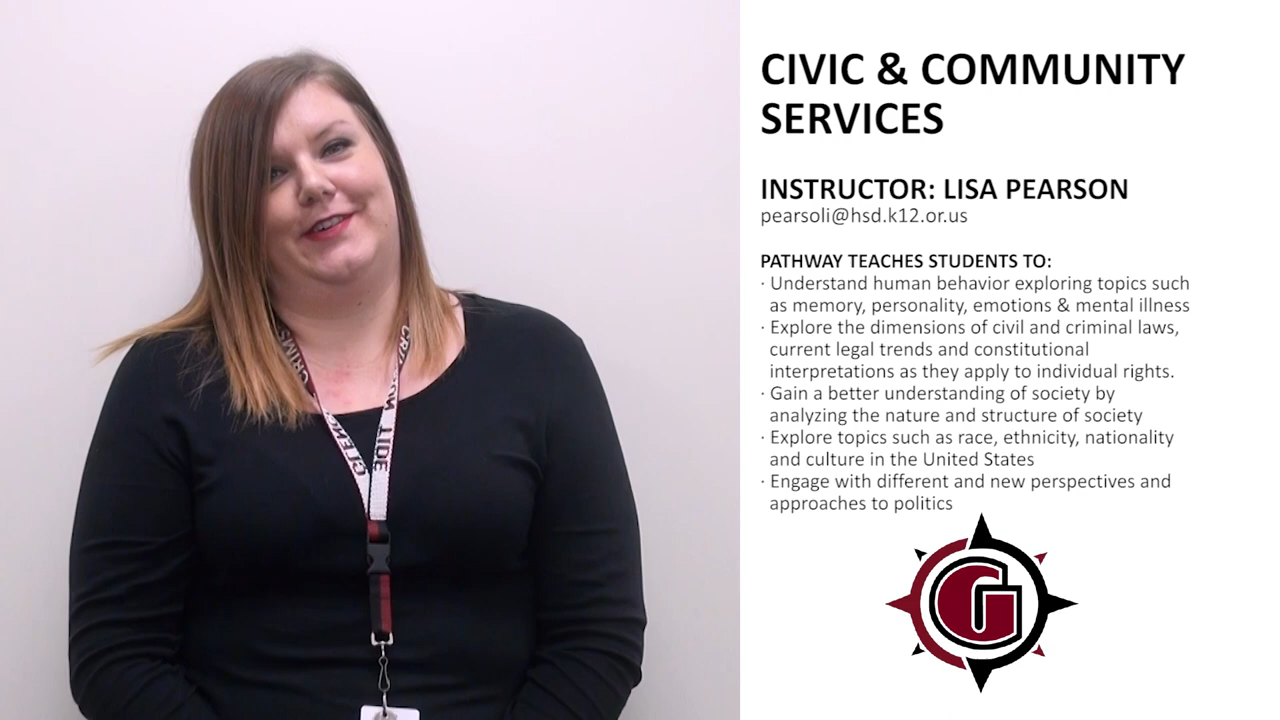 CIVIC & COMMUNITY
SERVICES
INSTRUCTOR: LISA PEARSON
pearsoli@hsd.k12.or.us
PATHWAY TEACHES STUDENTS TO:
· Understand human behavior exploring topics such
as memory, personality, emotions & mental illness
· Explore the dimensions of civil and criminal laws,
current legal trends and constitutional
interpretations as they apply to individual rights.
· Gain a better understanding of society by
analyzing the nature and structure of society
· Explore topics such as race, ethnicity, nationality
and culture in the United States
· Engage with different and new perspectives and
approaches to politics
G
TIDE